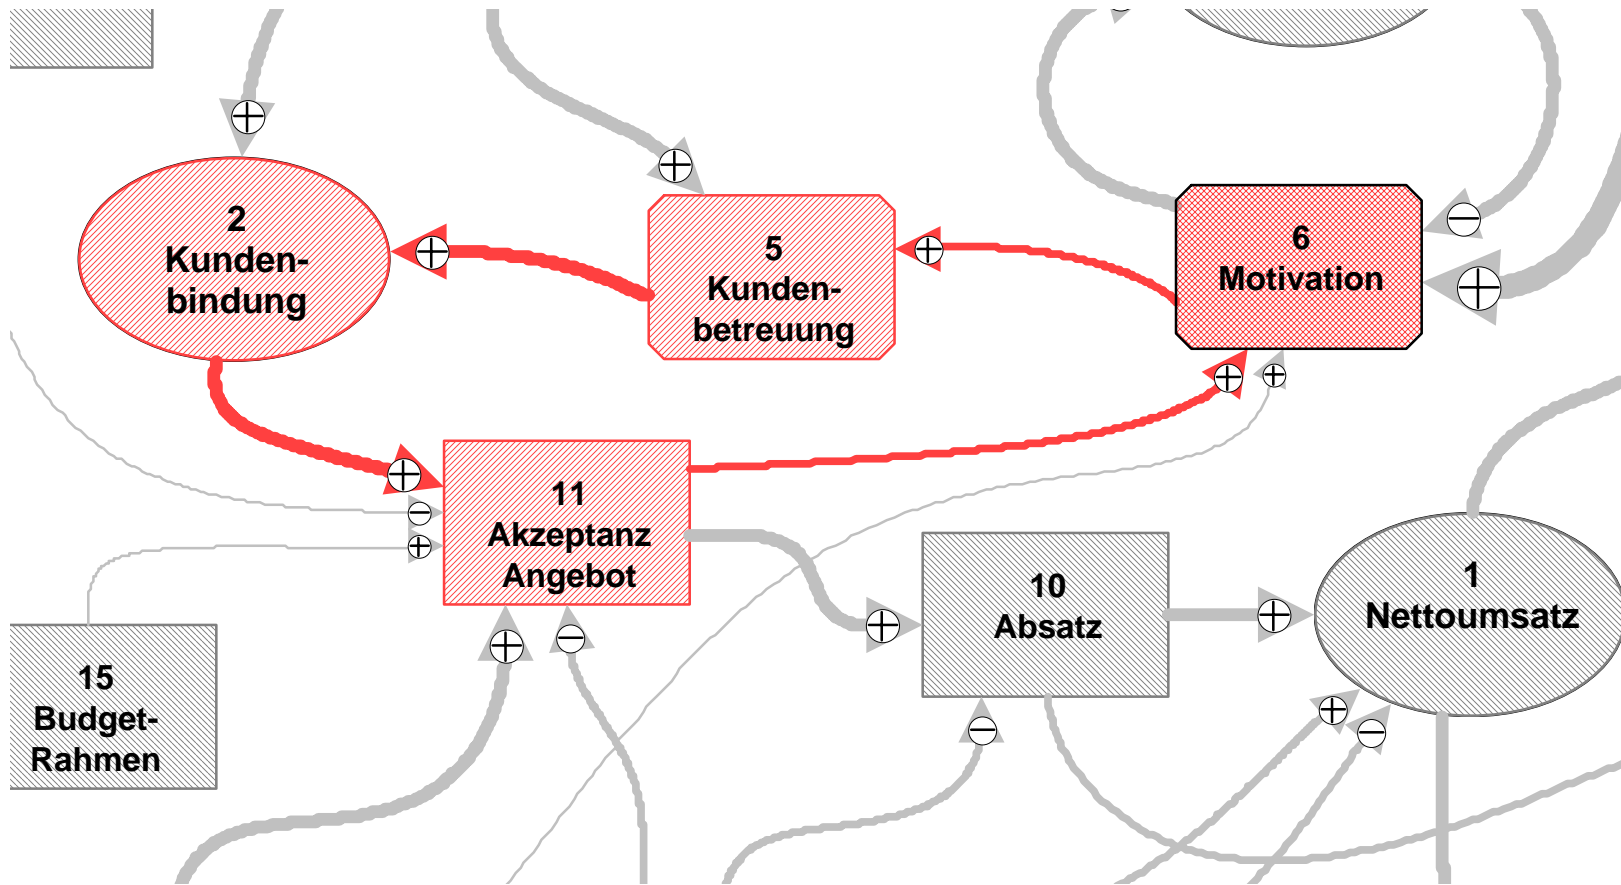 2
Kunden-
bindung
5
Kunden-
betreuung
6
Motivation
11
Akzeptanz
Angebot
10
Absatz
1
Nettoumsatz
15
Budget-
Rahmen